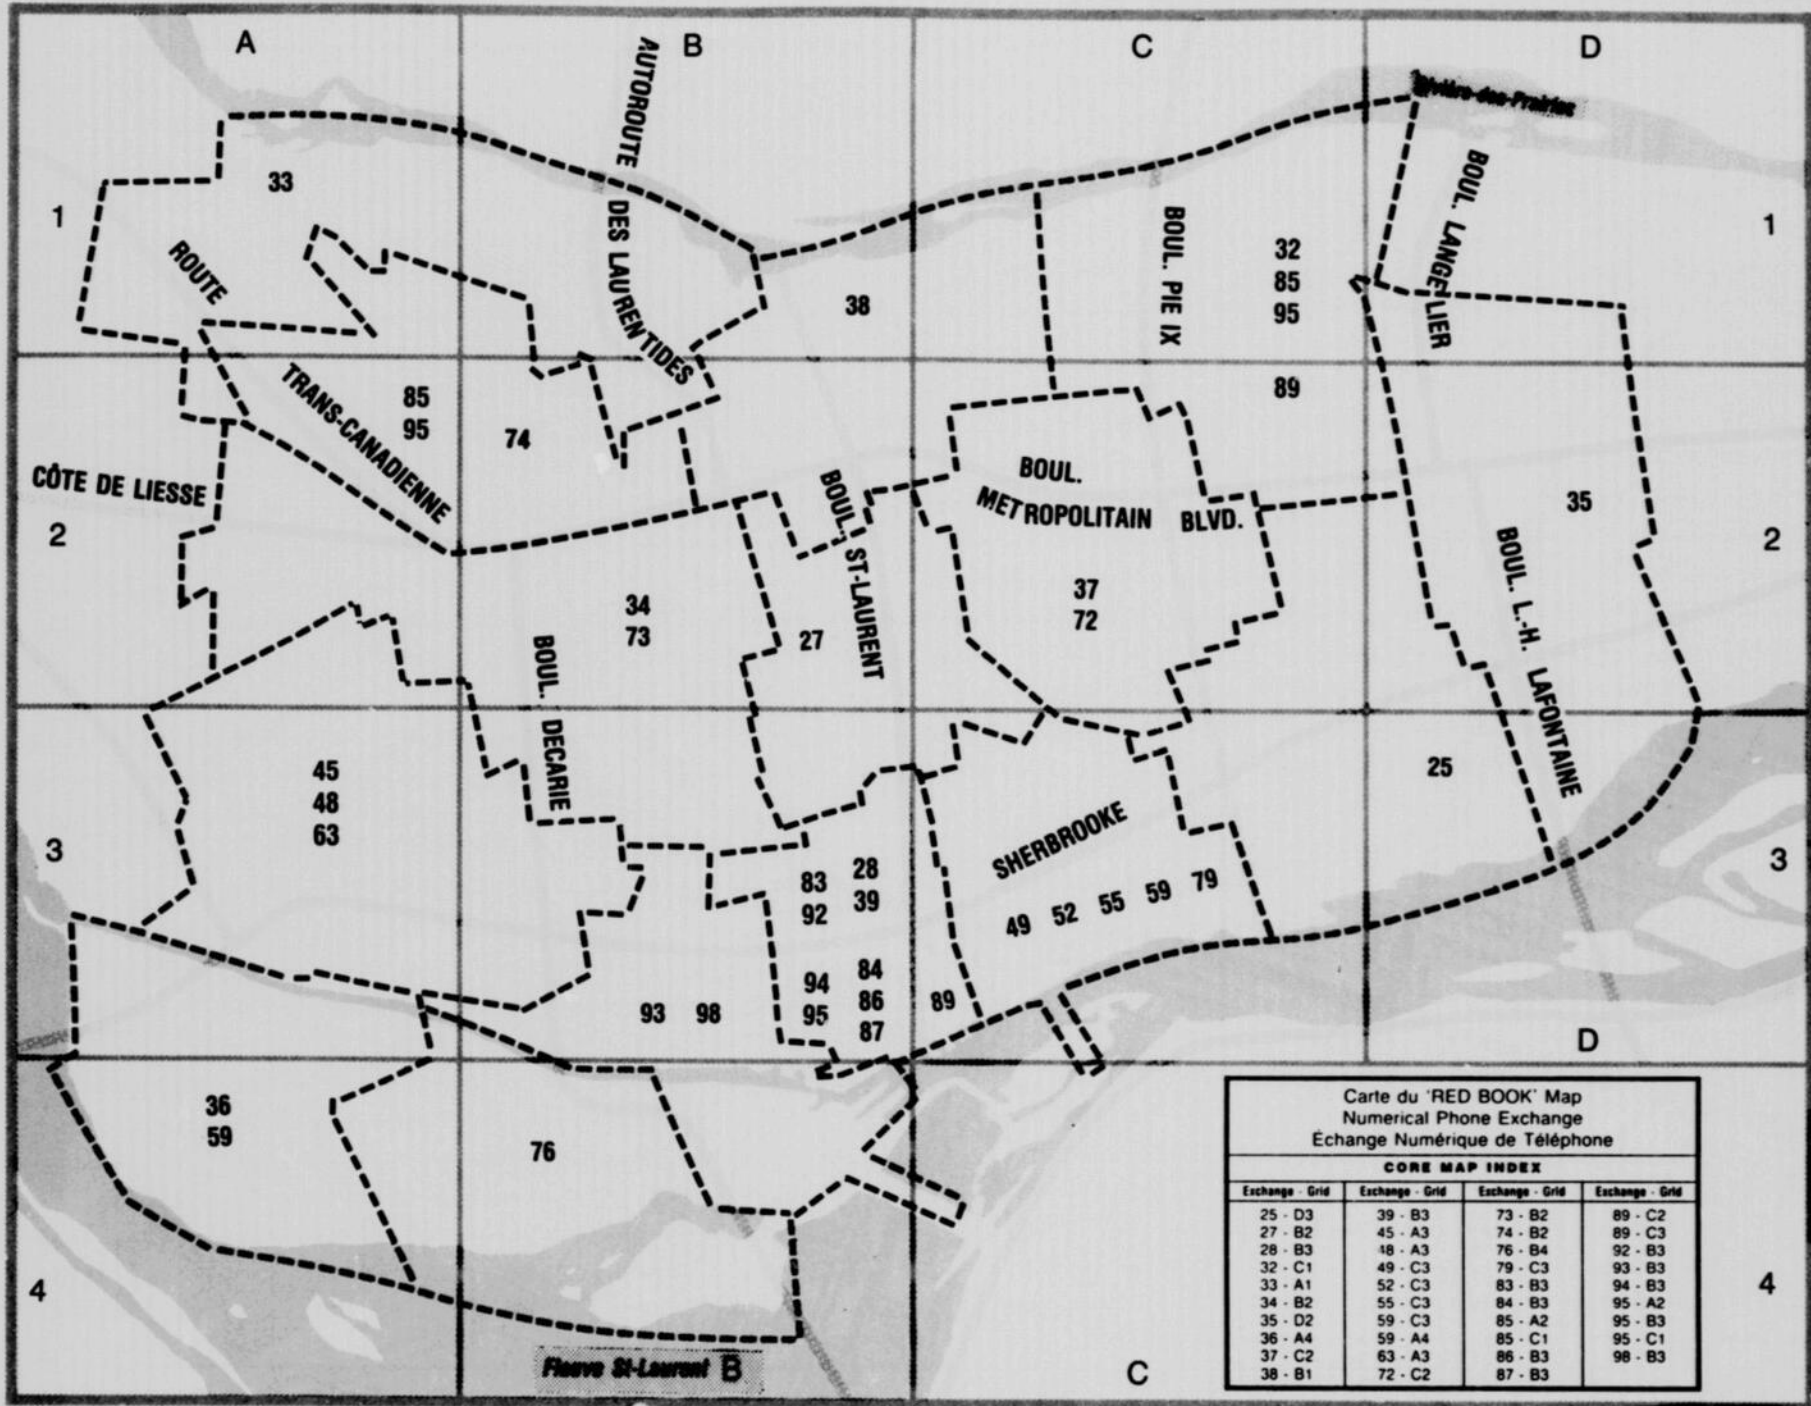 A B C D
Rivière-des-Prairies
AUTOROUTE DES LAURENTIDES
BOUL. LANGELIER
33
1 1
BOUL. PIE IX
32
85
95
ROUTE TRANS-CANADIENNE
38
85
95
89
74
CÔTE DE LIESSE
BOUL. ST-LAURENT
BOUL.
METROPOLITAIN BLVD.
35
2 2
BOUL. L.-H. LAFONTAINE
34
73
27
37
72
BOUL. DECARIE
45
48
63
25
SHERBROOKE
3 3
83 28
92 39
49 52 55 59 79
94 84
95 86
87
93 98
89
D
36
59
76
4 4
Fleuve St-Laurent B
C
Carte du 'RED BOOK' Map
Numerical Phone Exchange
Échange Numérique de Téléphone
CORE MAP INDEX
Exchange - Grid Exchange - Grid Exchange - Grid Exchange - Grid
25 - D3 39 - B3 73 - B2 89 - C2
27 - B2 45 - A3 74 - B2 89 - C3
28 - B3 48 - A3 76 - B4 92 - B3
32 - C1 49 - C3 79 - C3 93 - B3
33 - A1 52 - C3 83 - B3 94 - B3
34 - B2 55 - C3 84 - B3 95 - A2
35 - D2 59 - C3 85 - A2 95 - B3
36 - A4 59 - A4 85 - C1 95 - C1
37 - C2 63 - A3 86 - B3 98 - B3
38 - B1 72 - C2 87 - B3